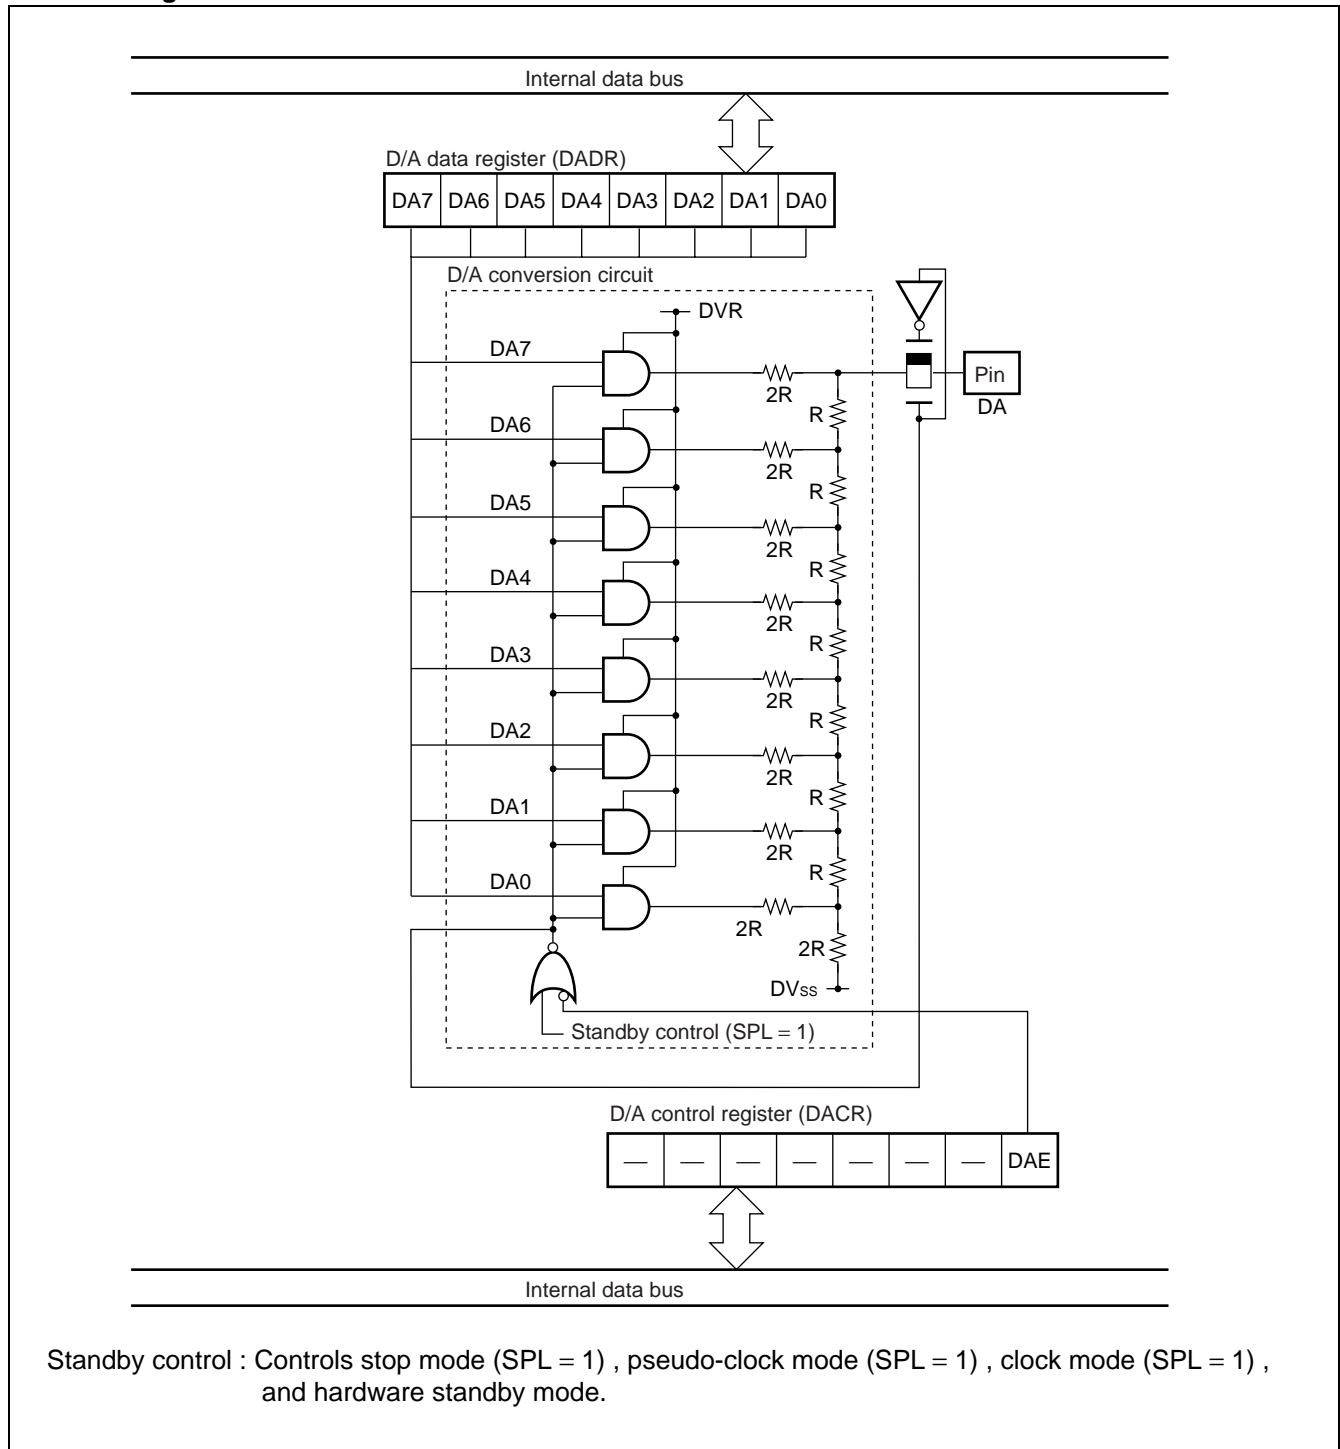 Internal data bus
D/A data register (DADR)
DA7 DA6 DA5 DA4 DA3 DA2 DA1 DA0
D/A conversion circuit
DVR
DA7
2R
R
Pin
DA
DA6
2R
R
DA5
2R
R
DA4
2R
R
DA3
2R
R
DA2
2R
R
DA1
2R
R
DA0
2R
2R
DVss
Standby control (SPL = 1)
D/A control register (DACR)
— — — — — — — DAE
Internal data bus
Standby control : Controls stop mode (SPL = 1) , pseudo-clock mode (SPL = 1) , clock mode (SPL = 1) ,
and hardware standby mode.